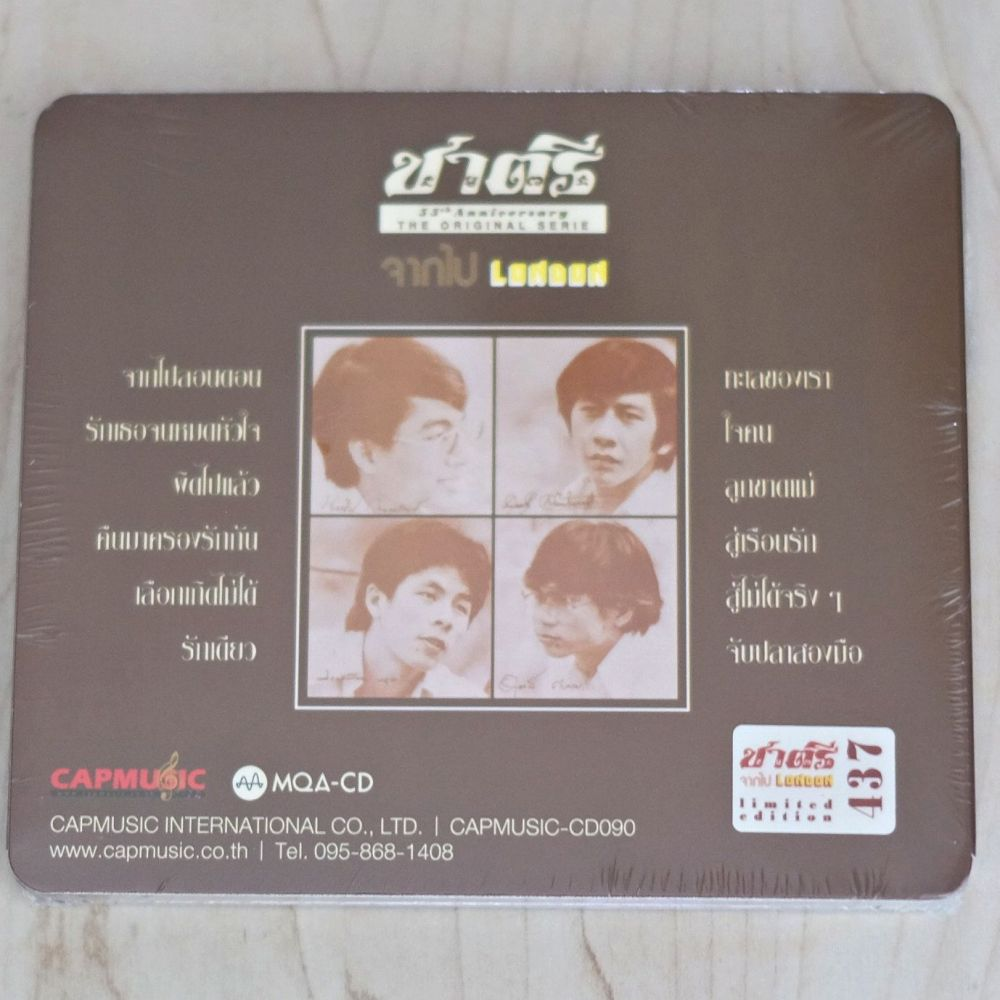 ชาตรี
55th Anniversary
THE ORIGINAL SERIE
จากไป Lอนดอน
จากไปลอนดอน
รักเธอจนหมดหัวใจ
ผิดไปแล้ว
คืนมาครองรักกัน
เลือกเกิดไม่ได้
รักเดียว
ทะเลของเรา
ใจคน
ลูกขาดแม่
สู่เรือนรัก
สู้ไม่ได้จริง ๆ
จับปลาสองมือ
CAPMUSIC
MQA-CD
CAPMUSIC INTERNATIONAL CO., LTD. | CAPMUSIC-CD090
www.capmusic.co.th | Tel. 095-868-1408
ชาตรี
จากไป Lอนดอน
limited
edition
437